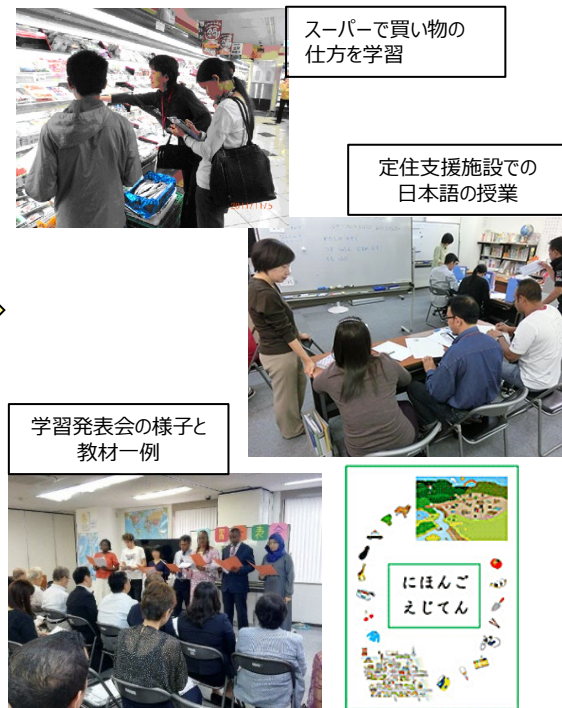 スーパーで買い物の
仕方を学習
定住支援施設での
日本語の授業
学習発表会の様子と
教材一例
にほんご
えじてん